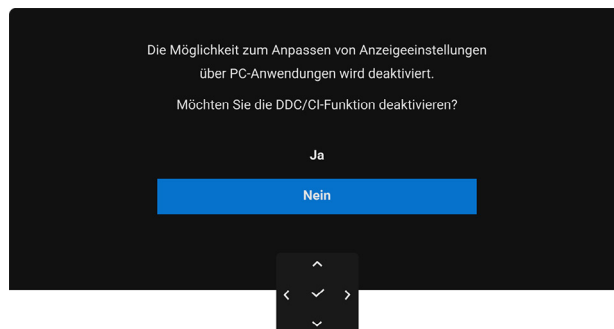 Die Möglichkeit zum Anpassen von Anzeigeeinstellungen
über PC-Anwendungen wird deaktiviert.
Möchten Sie die DDC/CI-Funktion deaktivieren?
Ja
Nein